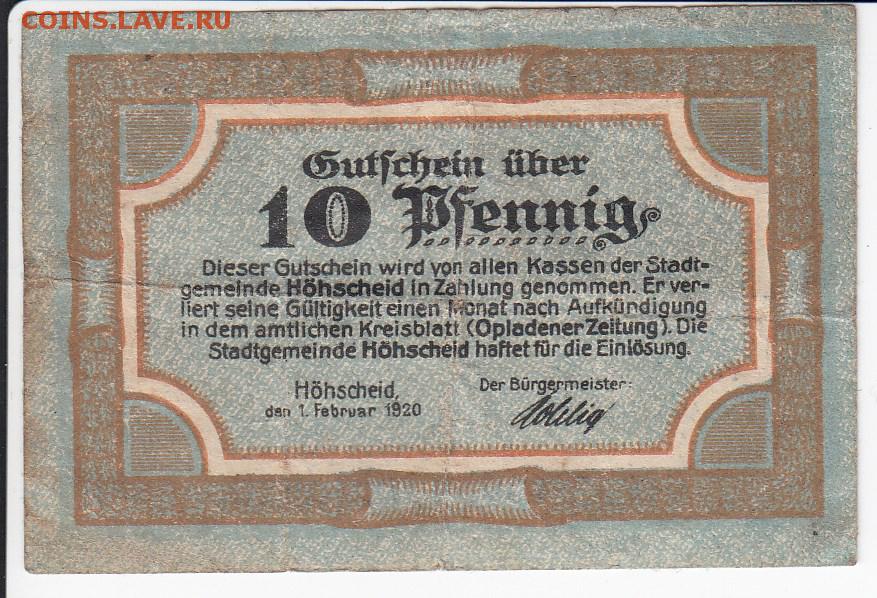 COINS.LAVE.RU
Gutschein über
10 Pfennig
Dieser Gutschein wird von allen Kassen der Stadt-
gemeinde Höhscheid in Zahlung genommen. Er ver-
liert seine Gültigkeit einen Monat nach Aufkündigung
in dem amtlichen Kreisblatt (Opladener Zeitung). Die
Stadtgemeinde Höhscheid haftet für die Einlösung.
Höhscheid,
den 1. Februar 1920
Der Bürgermeister: